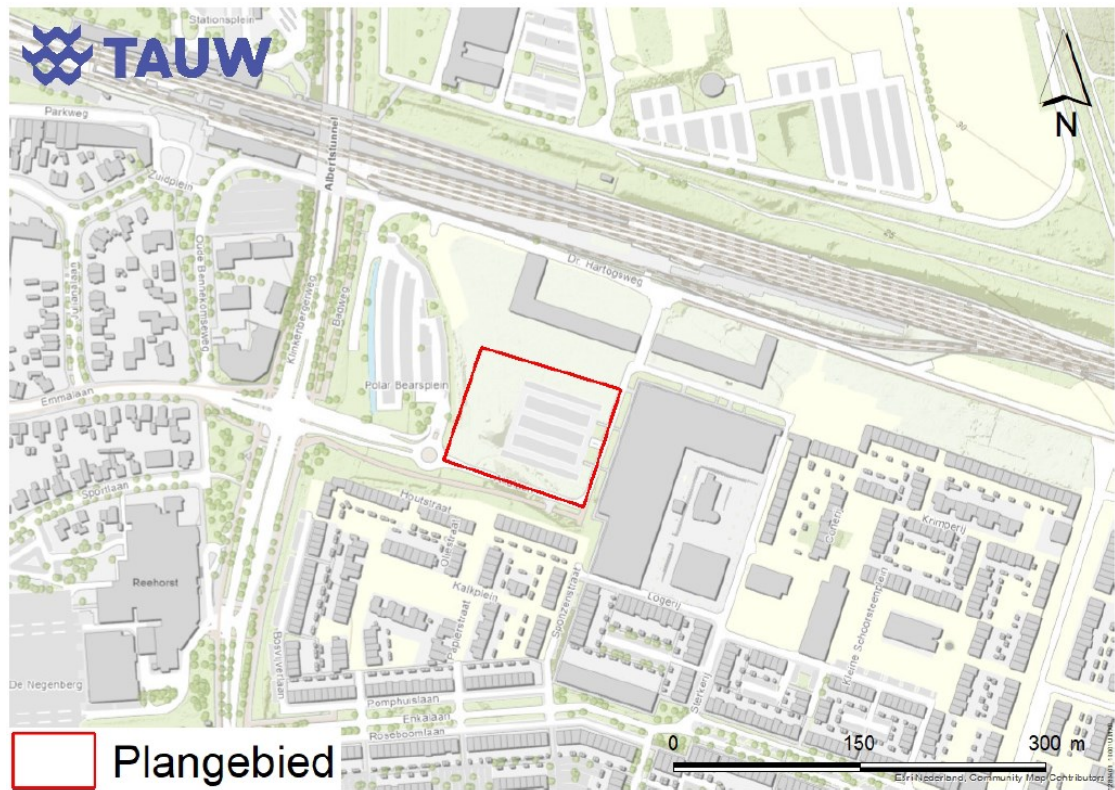 Stationsplein
TAUW
Parkweg
Zuidplein
Albertstunnel
N
Julianalaan
Oude Bennekomseweg
Klinkenbergerweg
Badweg
Dr. Hartogsweg
Polar Bearsplein
Emmalaan
Sportlaan
Houtstraat
Oliestraat
Kalkplein
Papierstraat
Sponzenstraat
Reehorst
Bosvijverlaan
De Negenberg
Logerij
Sterkerij
Krimperij
Kleine Schoorsteenplein
Pomphuislaan
Enkalaan
Roseboomlaan
Plangebied
0 150 300 m
Esri Nederland, Community Map Contributors